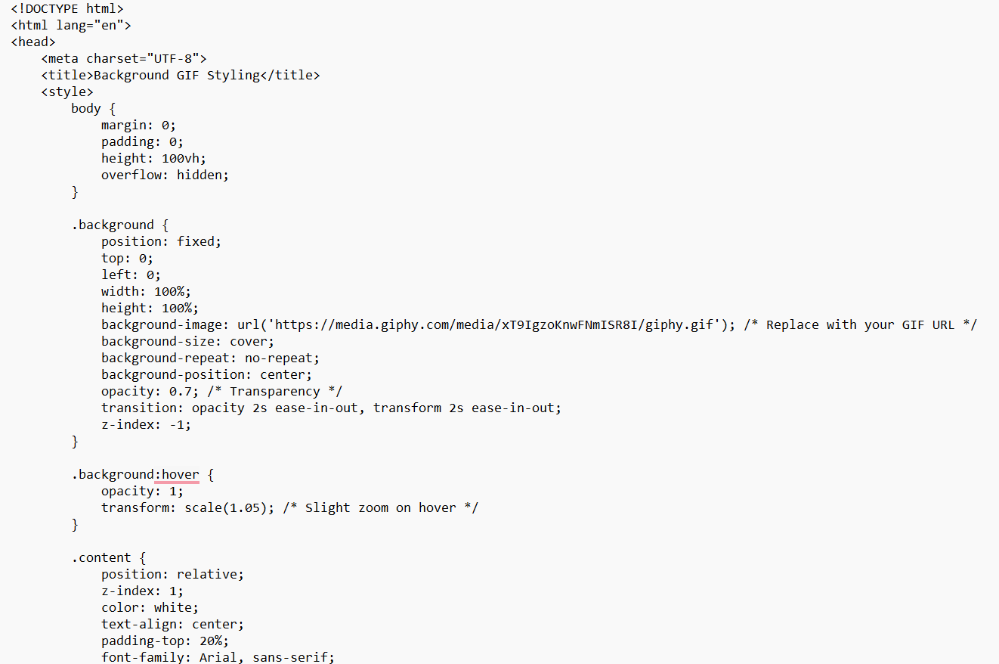 <!DOCTYPE html>
<html lang="en">
<head>
    <meta charset="UTF-8">
    <title>Background GIF Styling</title>
    <style>
        body {
            margin: 0;
            padding: 0;
            height: 100vh;
            overflow: hidden;
        }

        .background {
            position: fixed;
            top: 0;
            left: 0;
            width: 100%;
            height: 100%;
            background-image: url('https://media.giphy.com/media/xT9IgzoKnwFNmISR8I/giphy.gif'); /* Replace with your GIF URL */
            background-size: cover;
            background-repeat: no-repeat;
            background-position: center;
            opacity: 0.7; /* Transparency */
            transition: opacity 2s ease-in-out, transform 2s ease-in-out;
            z-index: -1;
        }

        .background:hover {
            opacity: 1;
            transform: scale(1.05); /* Slight zoom on hover */
        }

        .content {
            position: relative;
            z-index: 1;
            color: white;
            text-align: center;
            padding-top: 20%;
            font-family: Arial, sans-serif;